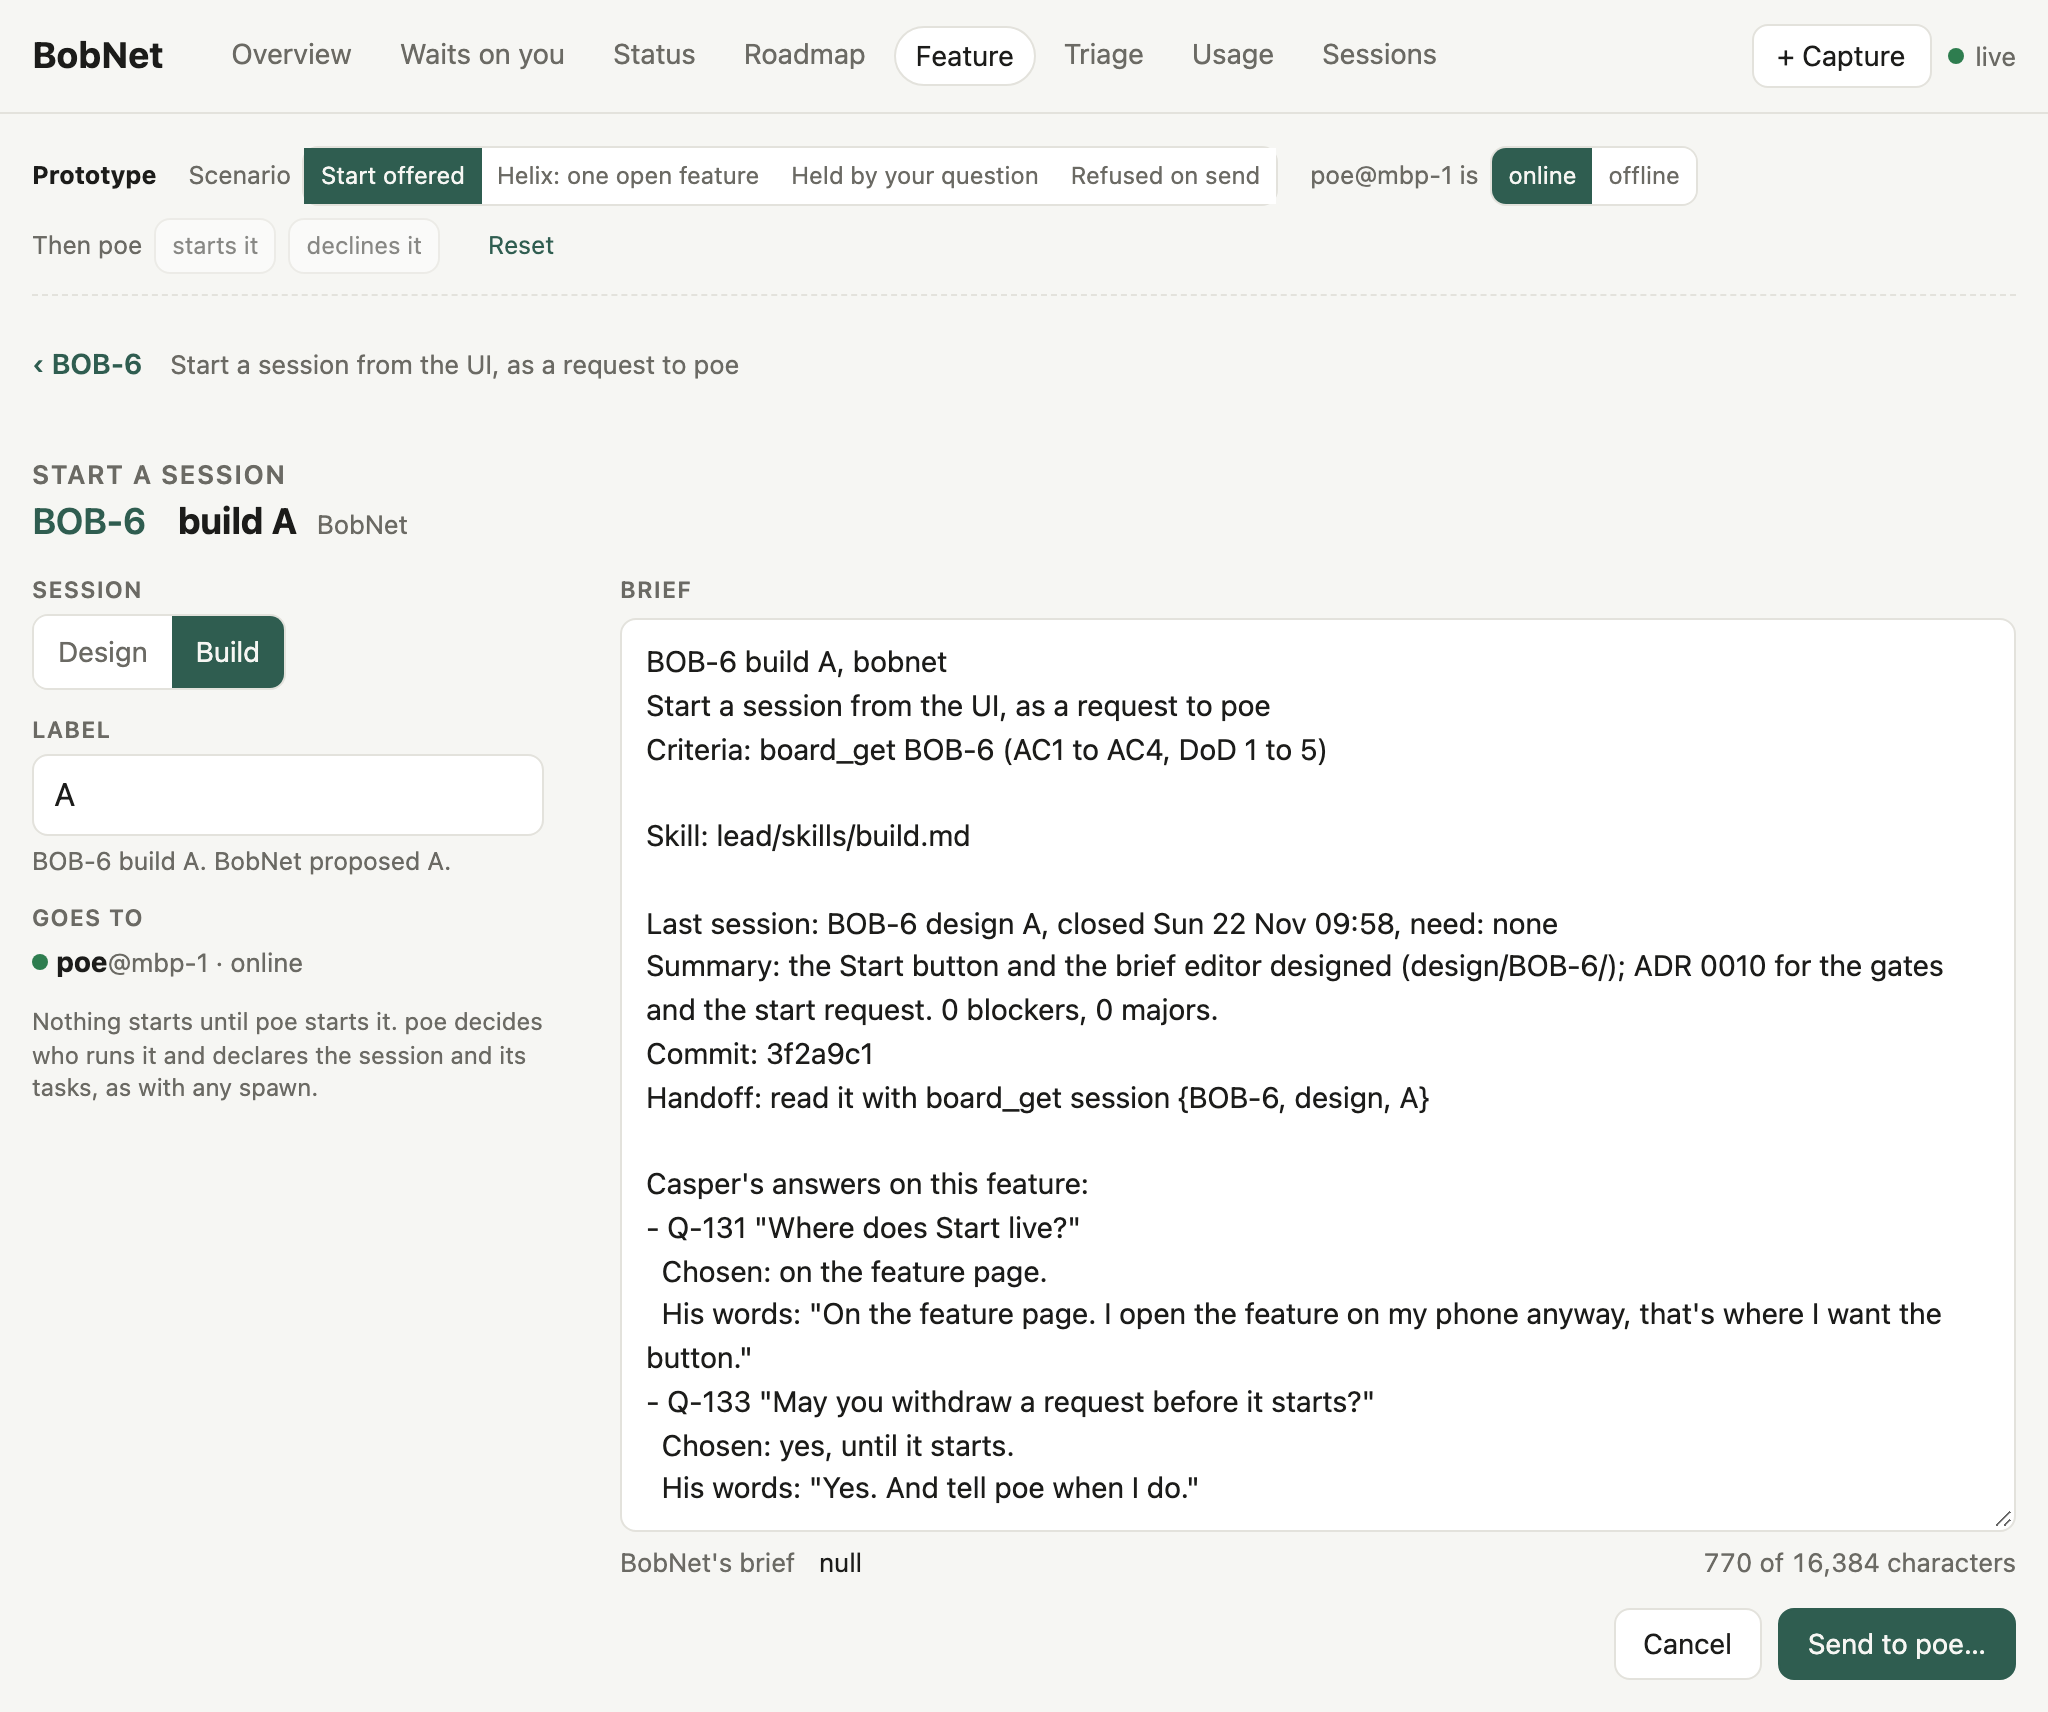 BobNet Overview Waits on you Status Roadmap Feature Triage Usage Sessions + Capture live
Prototype Scenario Start offered Helix: one open feature Held by your question Refused on send poe@mbp-1 is online offline
Then poe starts it declines it Reset
‹ BOB-6 Start a session from the UI, as a request to poe
START A SESSION
BOB-6 build A BobNet
SESSION
Design Build
LABEL
A
BOB-6 build A. BobNet proposed A.
GOES TO
poe@mbp-1 · online
Nothing starts until poe starts it. poe decides
who runs it and declares the session and its
tasks, as with any spawn.
BRIEF
BOB-6 build A, bobnet
Start a session from the UI, as a request to poe
Criteria: board_get BOB-6 (AC1 to AC4, DoD 1 to 5)
Skill: lead/skills/build.md
Last session: BOB-6 design A, closed Sun 22 Nov 09:58, need: none
Summary: the Start button and the brief editor designed (design/BOB-6/); ADR 0010 for the gates
and the start request. 0 blockers, 0 majors.
Commit: 3f2a9c1
Handoff: read it with board_get session {BOB-6, design, A}
Casper's answers on this feature:
- Q-131 "Where does Start live?"
Chosen: on the feature page.
His words: "On the feature page. I open the feature on my phone anyway, that's where I want the
button."
- Q-133 "May you withdraw a request before it starts?"
Chosen: yes, until it starts.
His words: "Yes. And tell poe when I do."
BobNet's brief null 770 of 16,384 characters
Cancel Send to poe...